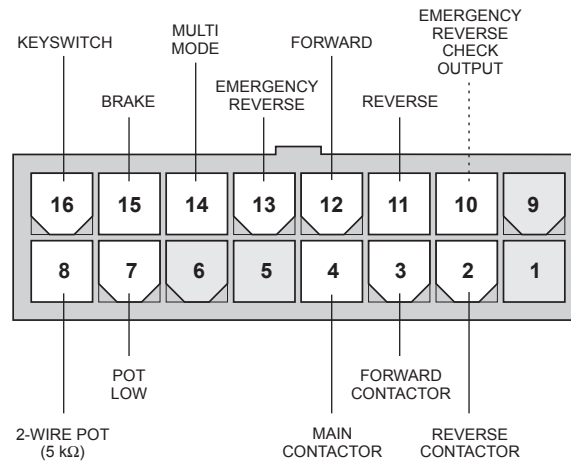 KEYSWITCH
BRAKE
MULTI
MODE
EMERGENCY
REVERSE
FORWARD
REVERSE
EMERGENCY
REVERSE
CHECK
OUTPUT
16 15 14 13 12 11 10 9
8 7 6 5 4 3 2 1
2-WIRE POT
(5 kΩ)
POT
LOW
MAIN
CONTACTOR
FORWARD
CONTACTOR
REVERSE
CONTACTOR